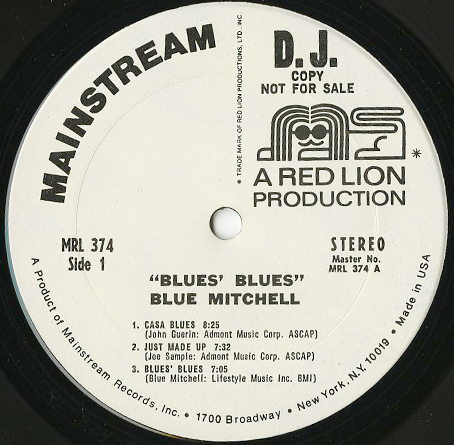 MAINSTREAM
* TRADE MARK OF RED LION PRODUCTIONS, LTD., INC.
D.J.
COPY
NOT FOR SALE
*
A RED LION
PRODUCTION
MRL 374
Side 1
STEREO
Master No.
MRL 374 A
"BLUES' BLUES"
BLUE MITCHELL
1. CASA BLUES 8:25
(John Guerin: Admont Music Corp. ASCAP)
2. JUST MADE UP 7:32
(Joe Sample: Admont Music Corp. ASCAP)
3. BLUES' BLUES 7:05
(Blue Mitchell: Lifestyle Music Inc. BMI)
A Product of Mainstream Records, Inc. • 1700 Broadway • New York, N.Y. 10019 • Made in USA